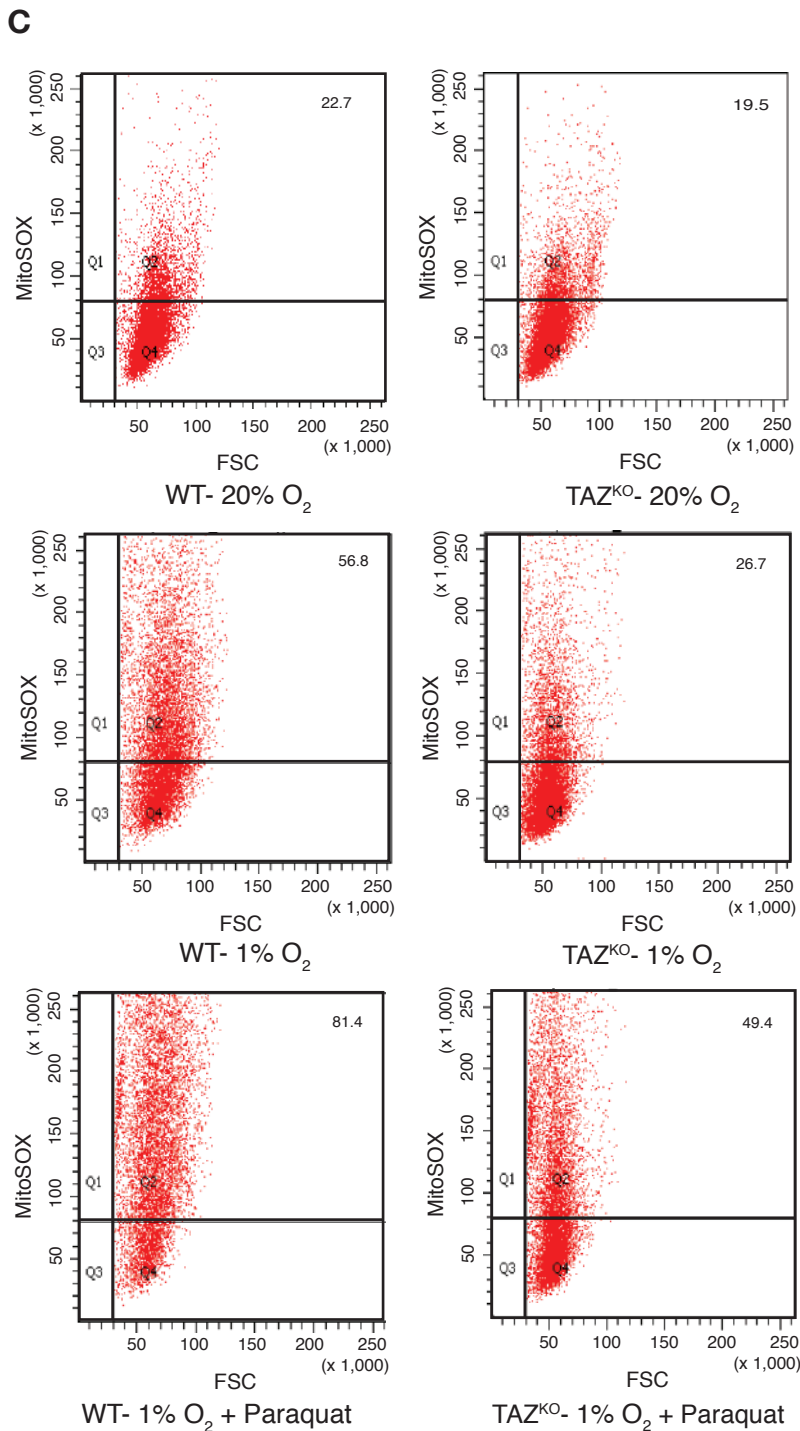 C
(x 1,000)
250
200
150
100
50
MitoSOX
22.7
Q1
Q2
Q3
Q4
50 100 150 200 250
(x 1,000)
FSC
WT- 20% O2
(x 1,000)
250
200
150
100
50
MitoSOX
19.5
Q1
Q2
Q3
Q4
50 100 150 200 250
(x 1,000)
FSC
TAZKO- 20% O2
(x 1,000)
250
200
150
100
50
MitoSOX
56.8
Q1
Q2
Q3
Q4
50 100 150 200 250
(x 1,000)
FSC
WT- 1% O2
(x 1,000)
250
200
150
100
50
MitoSOX
26.7
Q1
Q2
Q3
Q4
50 100 150 200 250
(x 1,000)
FSC
TAZKO- 1% O2
(x 1,000)
250
200
150
100
50
MitoSOX
81.4
Q1
Q2
Q3
Q4
50 100 150 200 250
(x 1,000)
FSC
WT- 1% O2 + Paraquat
(x 1,000)
250
200
150
100
50
MitoSOX
49.4
Q1
Q2
Q3
Q4
50 100 150 200 250
(x 1,000)
FSC
TAZKO- 1% O2 + Paraquat